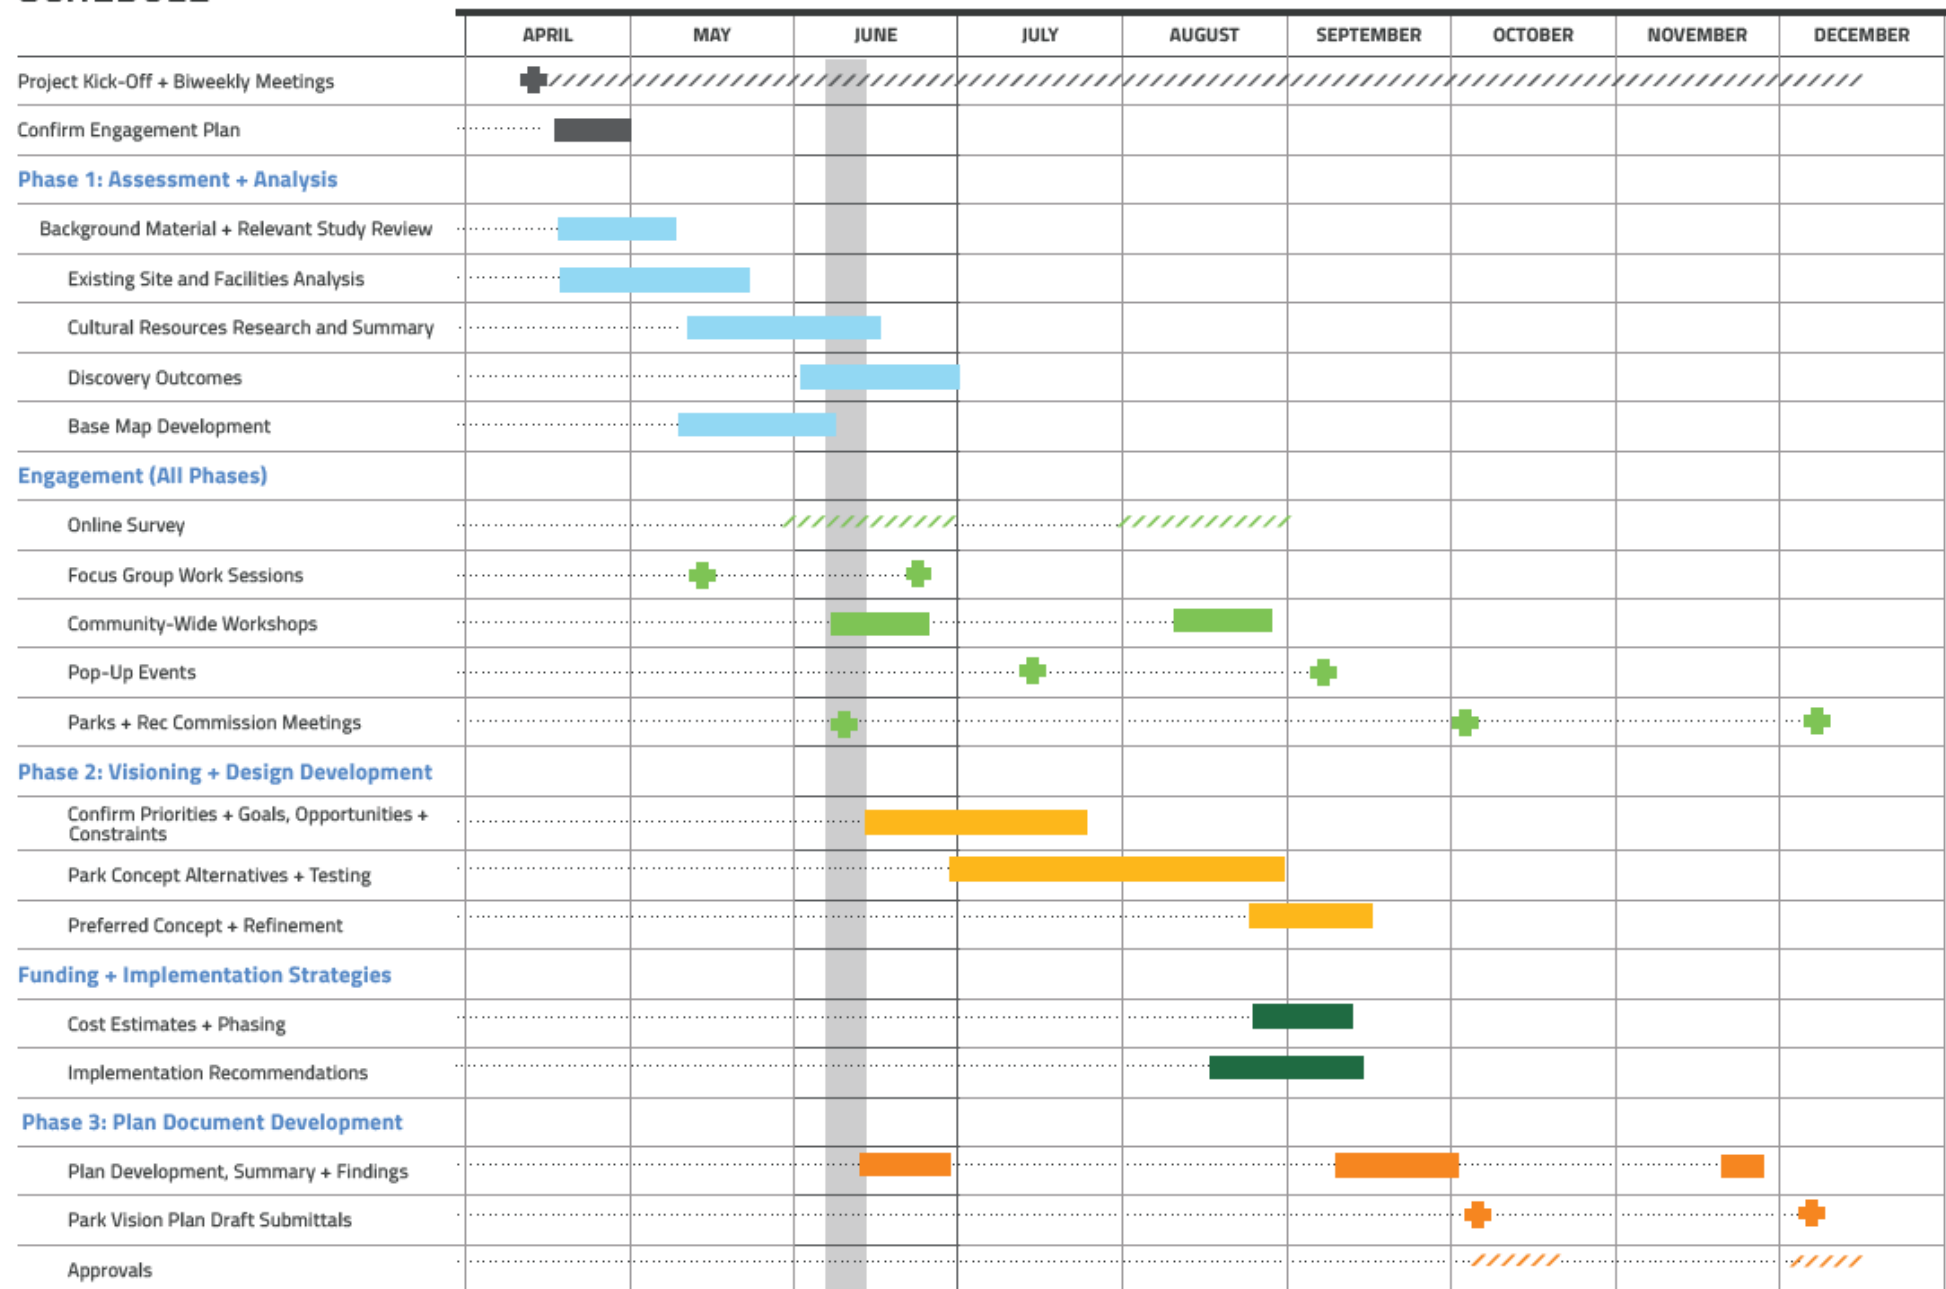 APRIL MAY JUNE JULY AUGUST SEPTEMBER OCTOBER NOVEMBER DECEMBER
Project Kick-Off + Biweekly Meetings
Confirm Engagement Plan
Phase 1: Assessment + Analysis
Background Material + Relevant Study Review
Existing Site and Facilities Analysis
Cultural Resources Research and Summary
Discovery Outcomes
Base Map Development
Engagement (All Phases)
Online Survey
Focus Group Work Sessions
Community-Wide Workshops
Pop-Up Events
Parks + Rec Commission Meetings
Phase 2: Visioning + Design Development
Confirm Priorities + Goals, Opportunities +
Constraints
Park Concept Alternatives + Testing
Preferred Concept + Refinement
Funding + Implementation Strategies
Cost Estimates + Phasing
Implementation Recommendations
Phase 3: Plan Document Development
Plan Development, Summary + Findings
Park Vision Plan Draft Submittals
Approvals